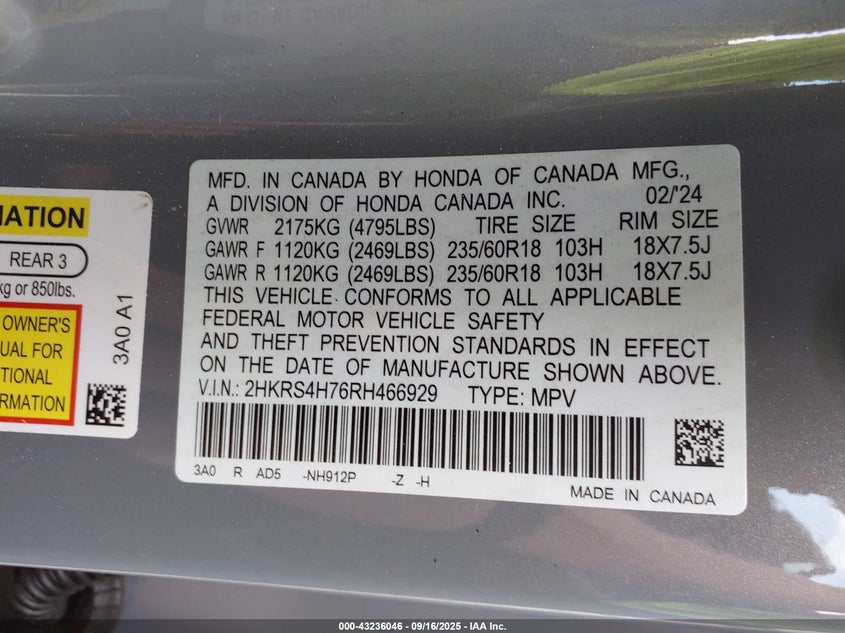 MATION
REAR 3
kg or 850lbs.
OWNER'S
UAL FOR
TIONAL
ORMATION
3A0 A1
MFD. IN CANADA BY HONDA OF CANADA MFG.,
A DIVISION OF HONDA CANADA INC. 02/'24
GVWR 2175KG (4795LBS) TIRE SIZE RIM SIZE
GAWR F 1120KG (2469LBS) 235/60R18 103H 18X7.5J
GAWR R 1120KG (2469LBS) 235/60R18 103H 18X7.5J
THIS VEHICLE CONFORMS TO ALL APPLICABLE
FEDERAL MOTOR VEHICLE SAFETY
AND THEFT PREVENTION STANDARDS IN EFFECT
ON THE DATE OF MANUFACTURE SHOWN ABOVE.
V.I.N.: 2HKRS4H76RH466929 TYPE: MPV
3A0 R AD5 -NH912P -Z -H
MADE IN CANADA
000-43236046 - 09/16/2025 - IAA Inc.